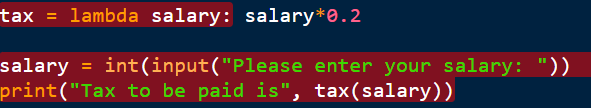 tax = lambda salary: salary*0.2
salary = int(input("Please enter your salary: "))
print("Tax to be paid is", tax(salary))